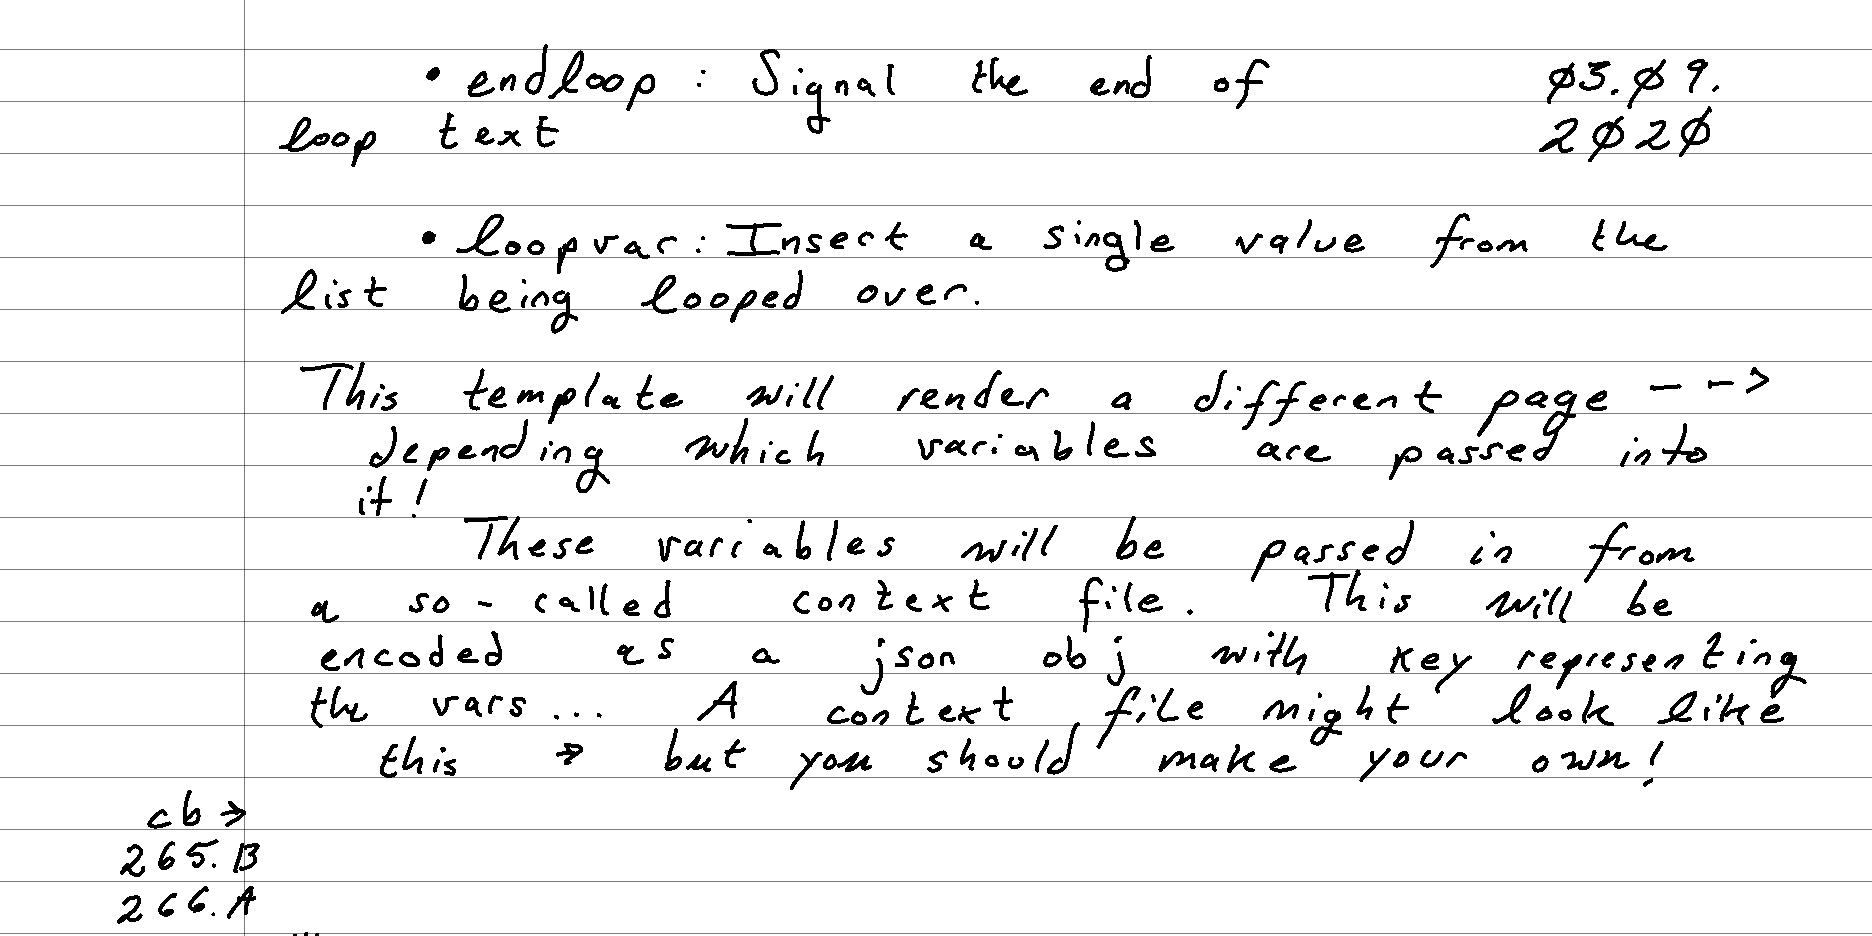 • endloop : Signal the end of
loop text
Ø3.Ø9.
2Ø2Ø
• loopvar : Insert a single value from the
list being looped over.
This template will render a different page - - >
depending which variables are passed into
it!
These variables will be passed in from
a so-called context file. This will be
encoded as a json obj with key representing
the vars... A context file might look like
this → but you should make your own!
cb →
265.B
266.A